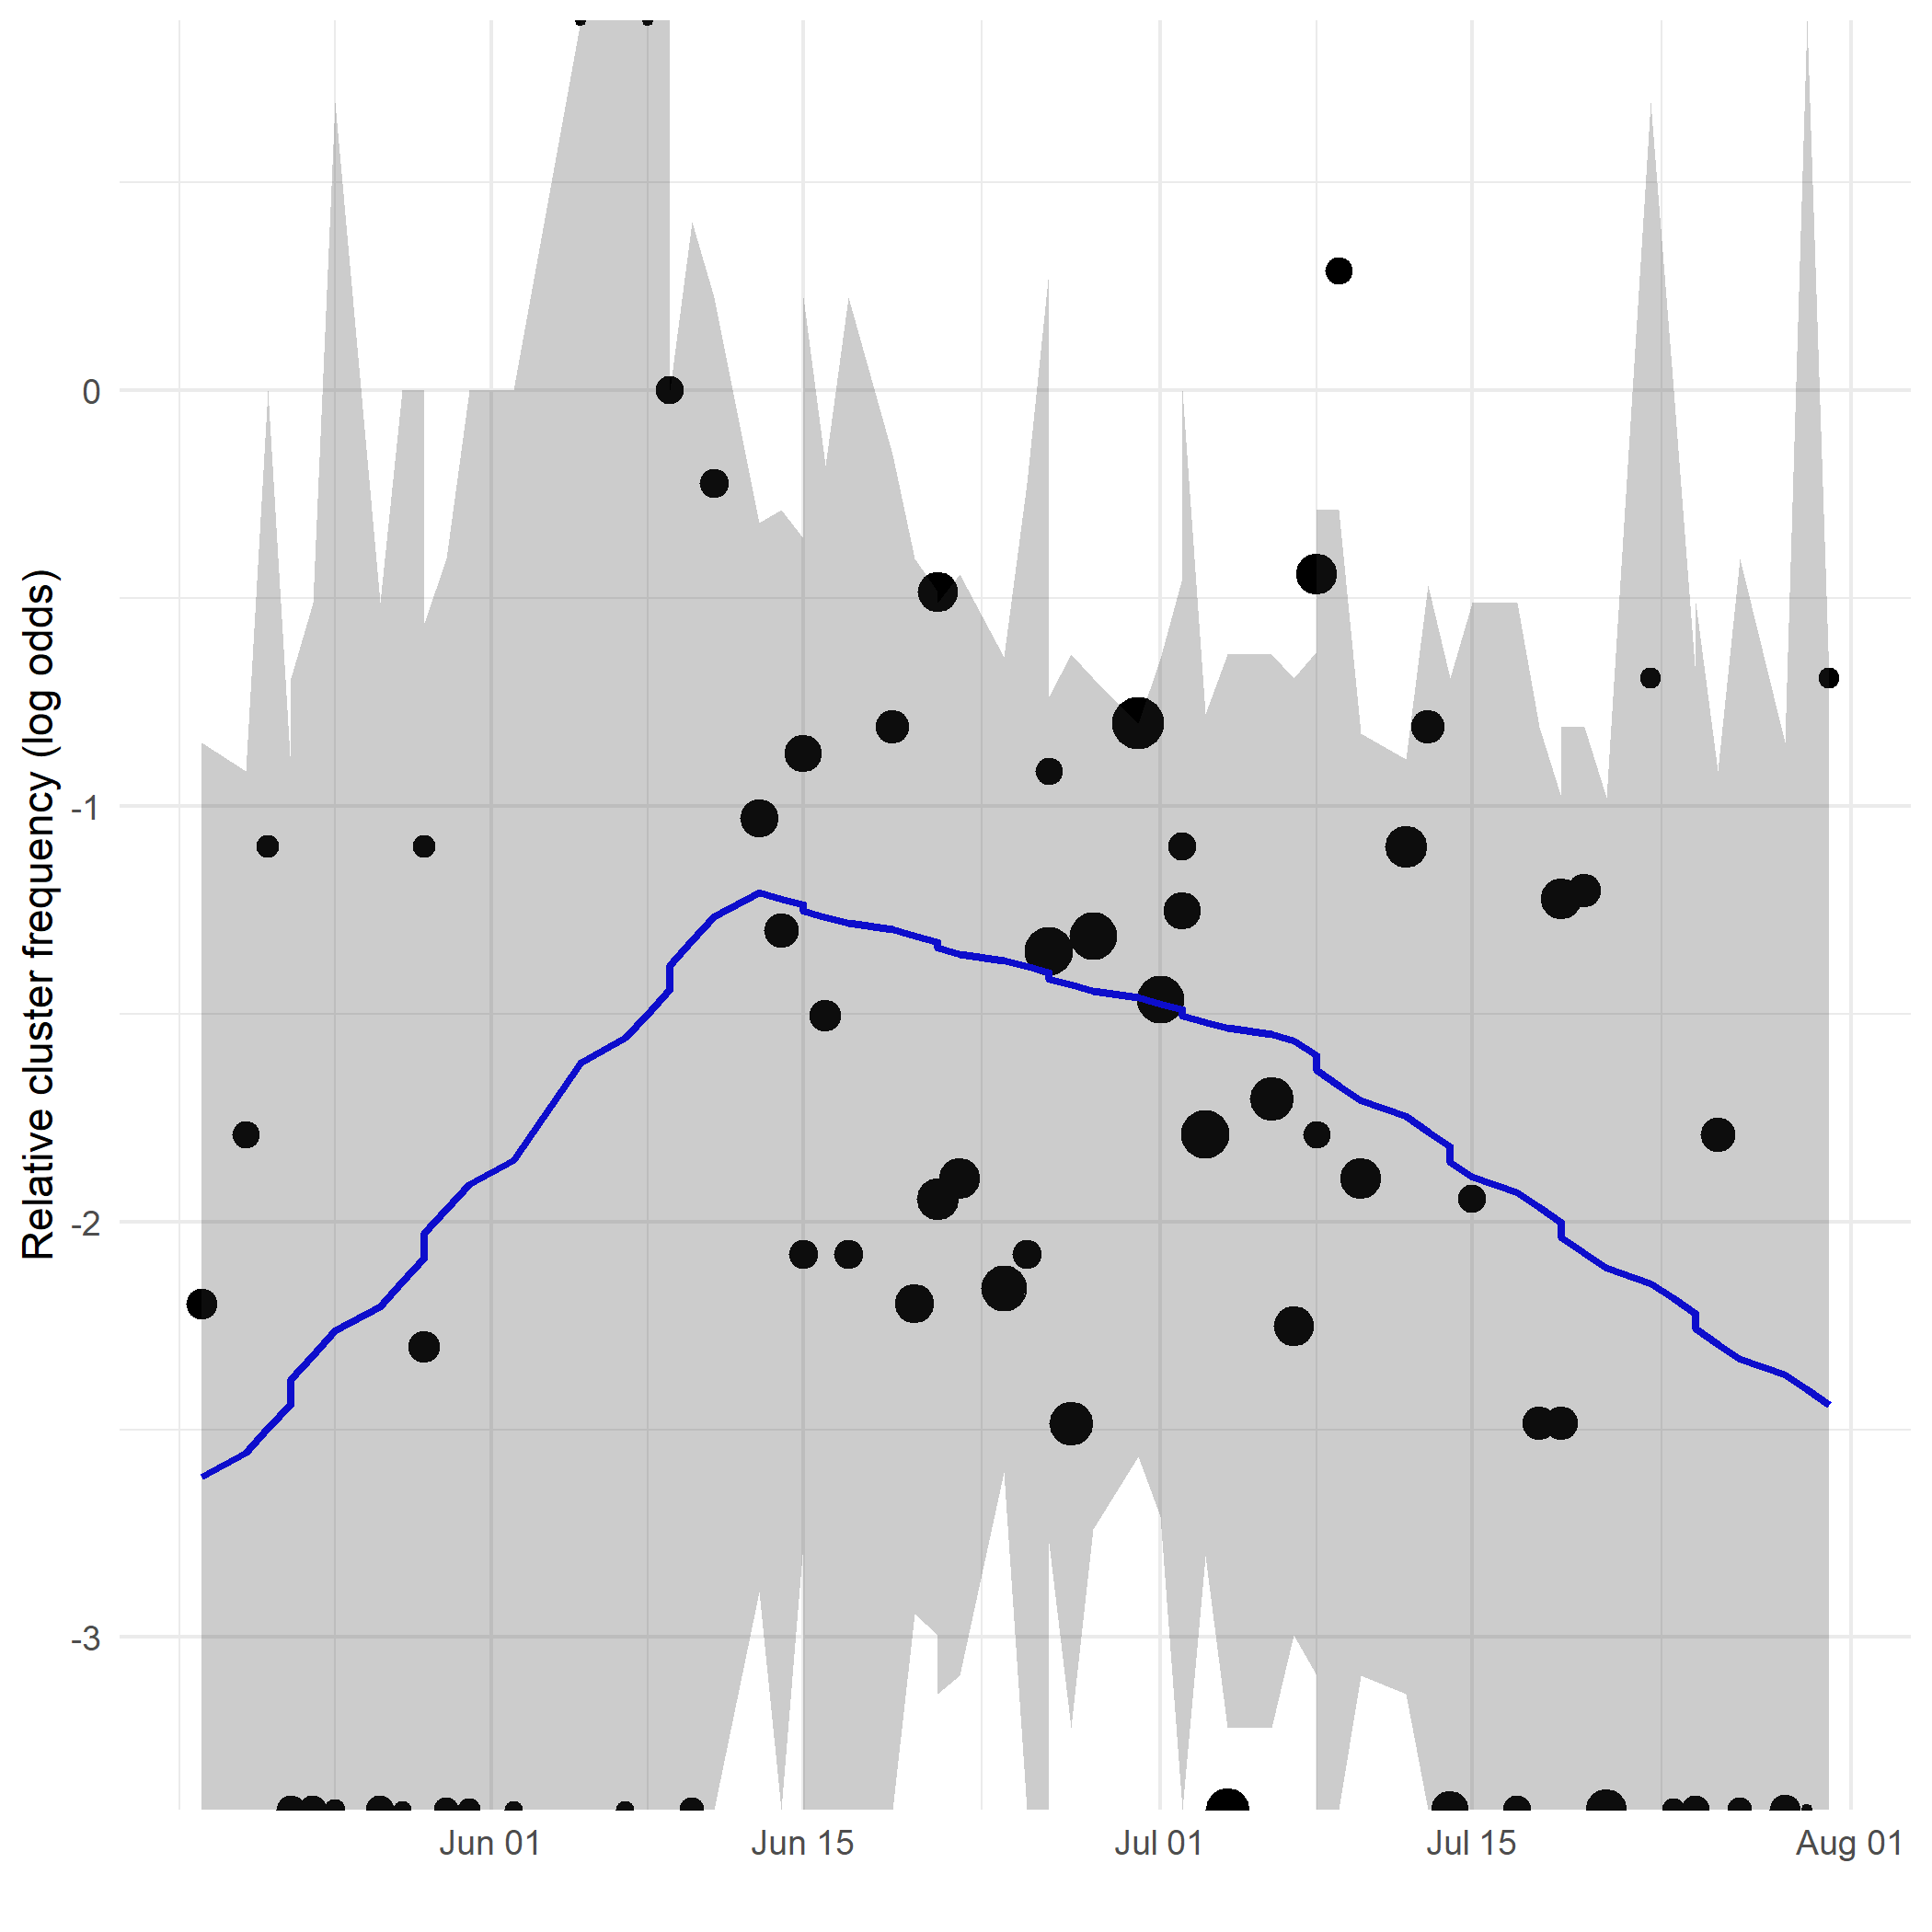 Relative cluster frequency (log odds)
0
-1
-2
-3
Jun 01
Jun 15
Jul 01
Jul 15
Aug 01